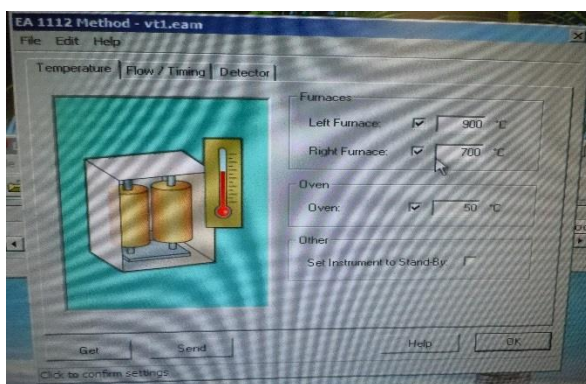 EA 1112 Method - vt1.eam
File Edit Help
Temperature Flow / Timing Detector
Furnaces
Left Furnace: 900 °C
Right Furnace: 700 °C
Oven
Oven: 50 °C
Other
Set Instrument to Stand-By:
Get Send Help OK
Click to confirm settings